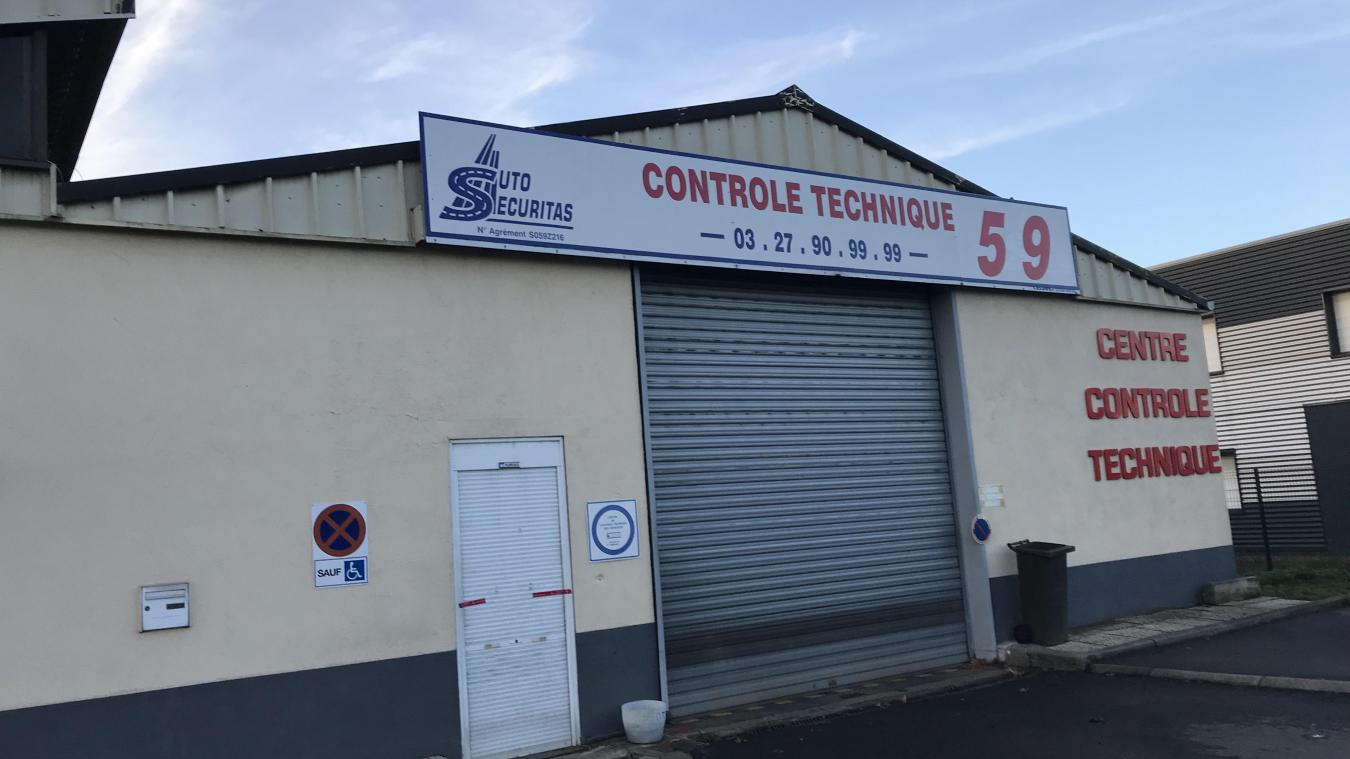 AUTO
SECURITAS
N° Agrément S059Z216
CONTROLE TECHNIQUE
— 03 . 27 . 90 . 99 . 99 —
59
CENTRE
CONTROLE
TECHNIQUE
SAUF